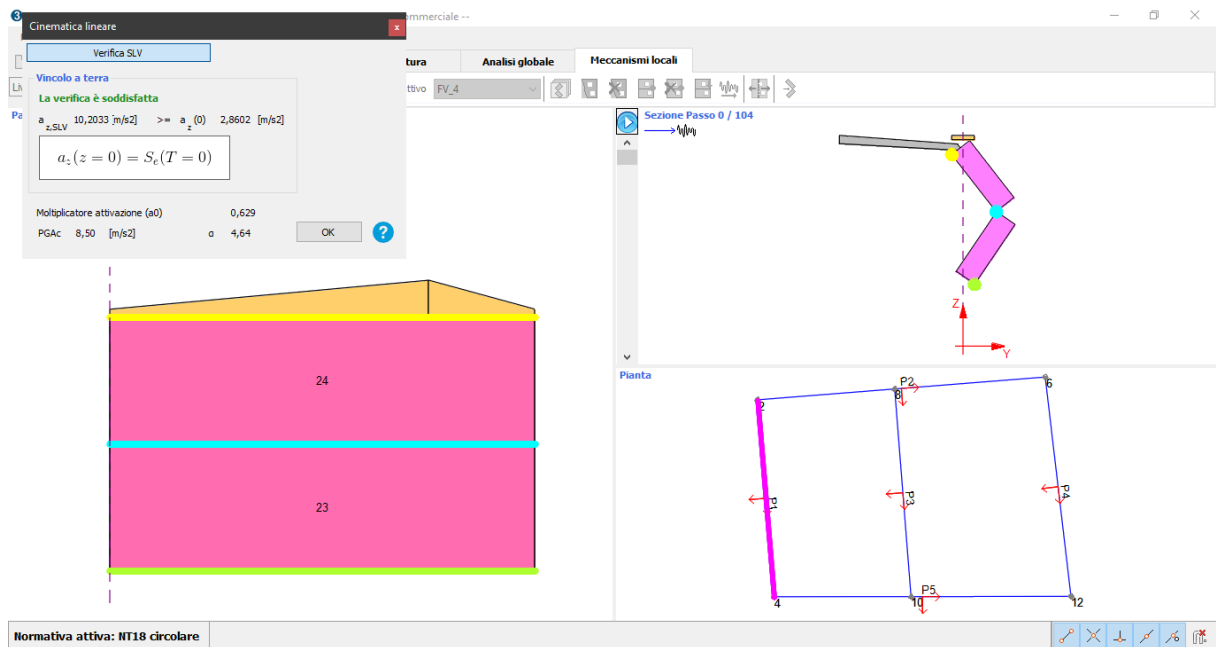 Cinematica lineare
x
ommerciale --
Verifica SLV
Vincolo a terra
La verifica è soddisfatta
a z,SLV 10,2033 [m/s2] >= a z (0) 2,8602 [m/s2]
a_z(z = 0) = S_e(T = 0)
Moltiplicatore attivazione (a0) 0,629
PGAc 8,50 [m/s2] α 4,64
OK
?
tura
Analisi globale
Meccanismi locali
Liv
ttivo FV_4
Pa
Sezione Passo 0 / 104
Z
Y
24
23
Pianta
2
8
P2
6
P1
P3
P4
4
10
P5
12
Normativa attiva: NT18 circolare